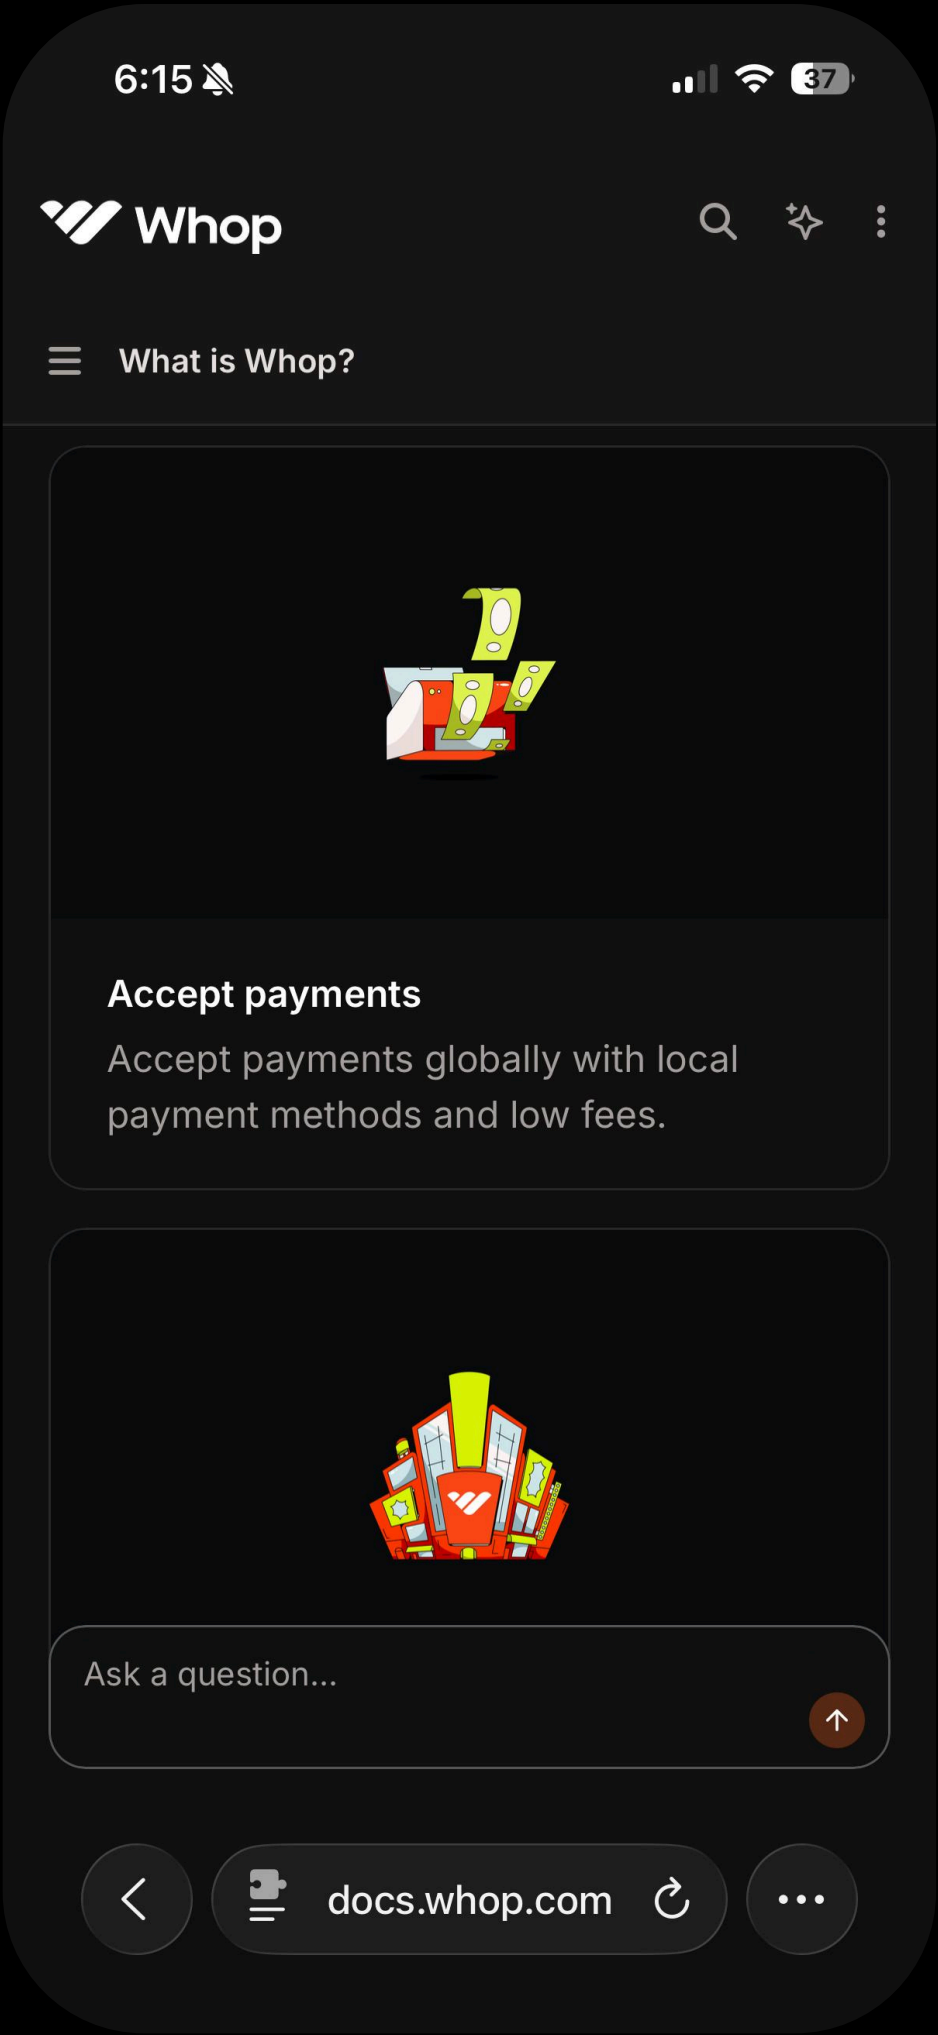 6:15
37
Whop
What is Whop?
Accept payments
Accept payments globally with local
payment methods and low fees.
Ask a question...
docs.whop.com